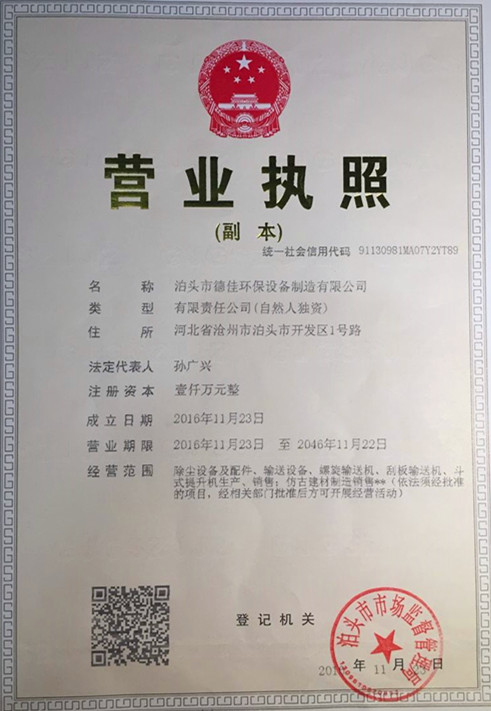 营业执照
(副 本)
统一社会信用代码 91130981MA07Y2YT89
名 称 泊头市德佳环保设备制造有限公司
类 型 有限责任公司(自然人独资)
住 所 河北省沧州市泊头市开发区1号路
法定代表人 孙广兴
注册资本 壹仟万元整
成立日期 2016年11月23日
营业期限 2016年11月23日 至 2046年11月22日
经营范围 除尘设备及配件、输送设备、螺旋输送机、刮板输送机、斗
式提升机生产、销售；仿古建材制造销售**（依法须经批准
的项目，经相关部门批准后方可开展经营活动）
登记机关
泊头市市场监督管理局
年 11 月 日